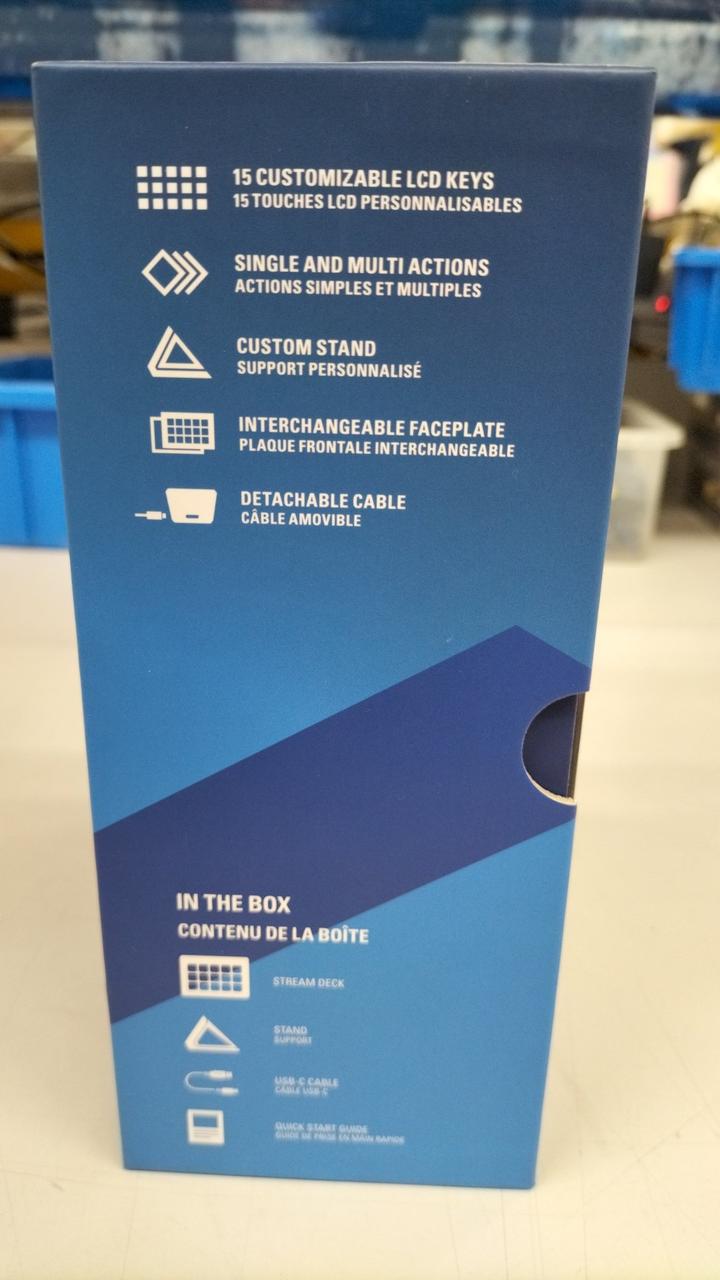 15 CUSTOMIZABLE LCD KEYS
15 TOUCHES LCD PERSONNALISABLES
SINGLE AND MULTI ACTIONS
ACTIONS SIMPLES ET MULTIPLES
CUSTOM STAND
SUPPORT PERSONNALISÉ
INTERCHANGEABLE FACEPLATE
PLAQUE FRONTALE INTERCHANGEABLE
DETACHABLE CABLE
CÂBLE AMOVIBLE
IN THE BOX
CONTENU DE LA BOÎTE
STREAM DECK
STAND
SUPPORT
USB-C CABLE
CÂBLE USB-C
QUICK START GUIDE
GUIDE DE PRISE EN MAIN RAPIDE